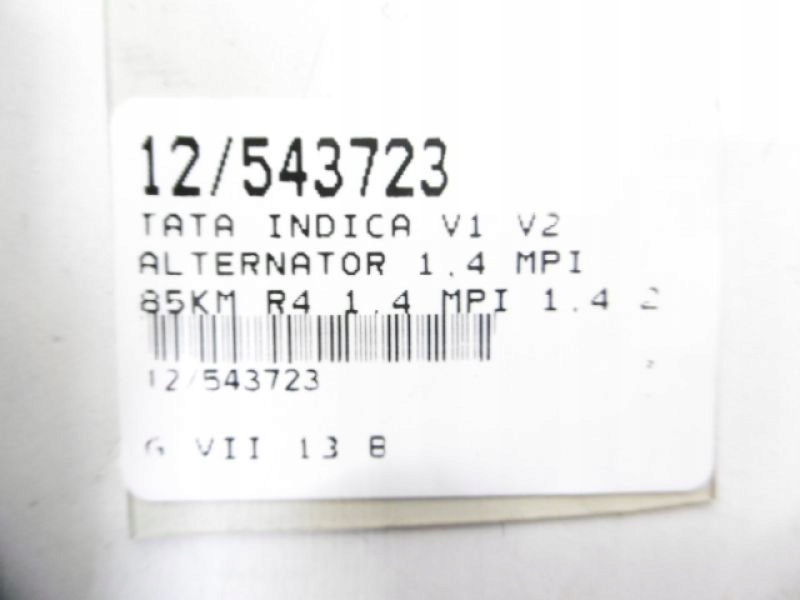 12/543723
TATA INDICA V1 V2
ALTERNATOR 1.4 MPI
85KM R4 1.4 MPI 1.4 2
12/543723
G VII 13 B